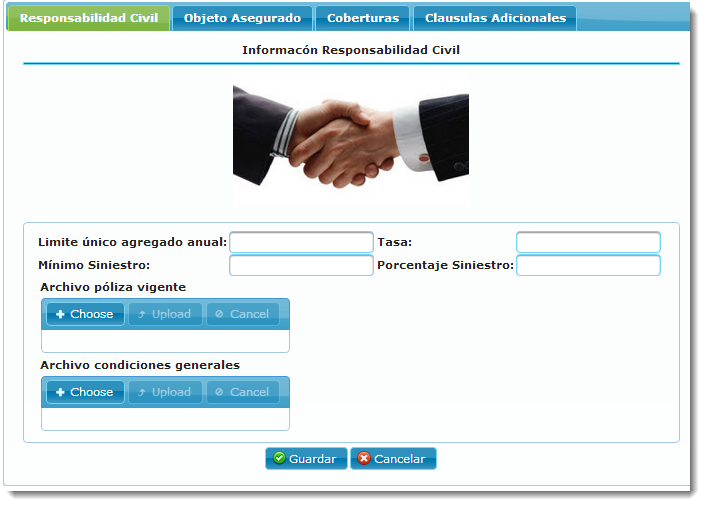 Responsabilidad Civil Objeto Asegurado Coberturas Clausulas Adicionales
Informacón Responsabilidad Civil
Limite único agregado anual: Tasa:
Mínimo Siniestro: Porcentaje Siniestro:
Archivo póliza vigente
Choose Upload Cancel
Archivo condiciones generales
Choose Upload Cancel
Guardar Cancelar